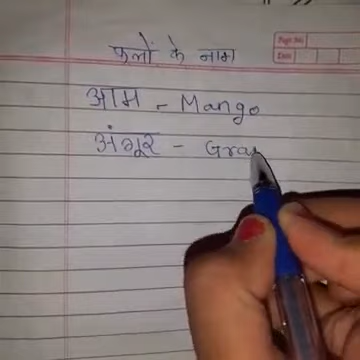 Page No.
Date
फलों के नाम
आम - Mango
अंगूर - Gra